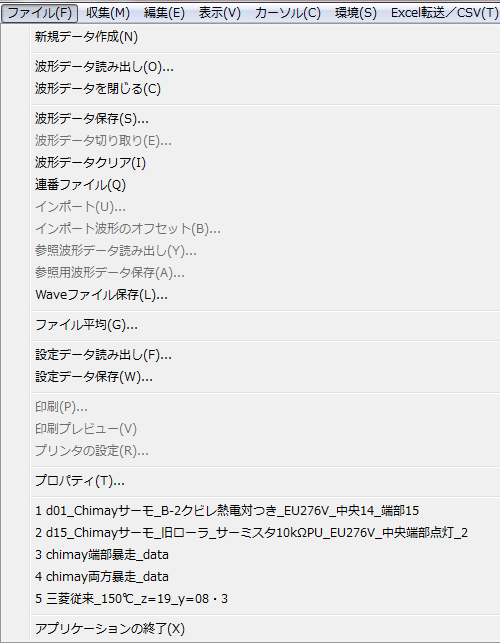 ファイル(F) 収集(M) 編集(E) 表示(V) カーソル(C) 環境(S) Excel転送／CSV(T)
新規データ作成(N)
波形データ読み出し(O)...
波形データを閉じる(C)
波形データ保存(S)...
波形データ切り取り(E)...
波形データクリア(I)
連番ファイル(Q)
インポート(U)...
インポート波形のオフセット(B)...
参照波形データ読み出し(Y)...
参照用波形データ保存(A)...
Waveファイル保存(L)...
ファイル平均(G)...
設定データ読み出し(F)...
設定データ保存(W)...
印刷(P)...
印刷プレビュー(V)
プリンタの設定(R)...
プロパティ(T)...
1 d01_Chimayサーモ_B-2クビレ熱電対つき_EU276V_中央14_端部15
2 d15_Chimayサーモ_旧ローラ_サーミスタ10kΩPU_EU276V_中央端部点灯_2
3 chimay端部暴走_data
4 chimay両方暴走_data
5 三菱従来_150℃_z=19_y=08・3
アプリケーションの終了(X)